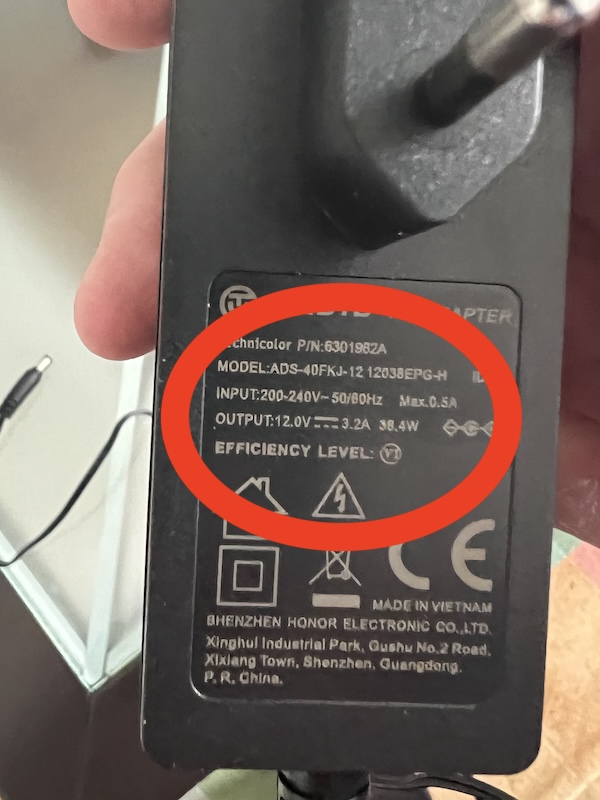 ADAPTER
Technicolor P/N:6301982A
MODEL:ADS-40FKJ-12 12038EPG-H
INPUT:200-240V~50/60Hz Max.0.5A
OUTPUT:12.0V 3.2A 38.4W
EFFICIENCY LEVEL: VI
CE
MADE IN VIETNAM
SHENZHEN HONOR ELECTRONIC CO.,LTD.
Xinghui Industrial Park, Gushu No.2 Road,
Xixiang Town, Shenzhen, Guangdong,
P. R. China.